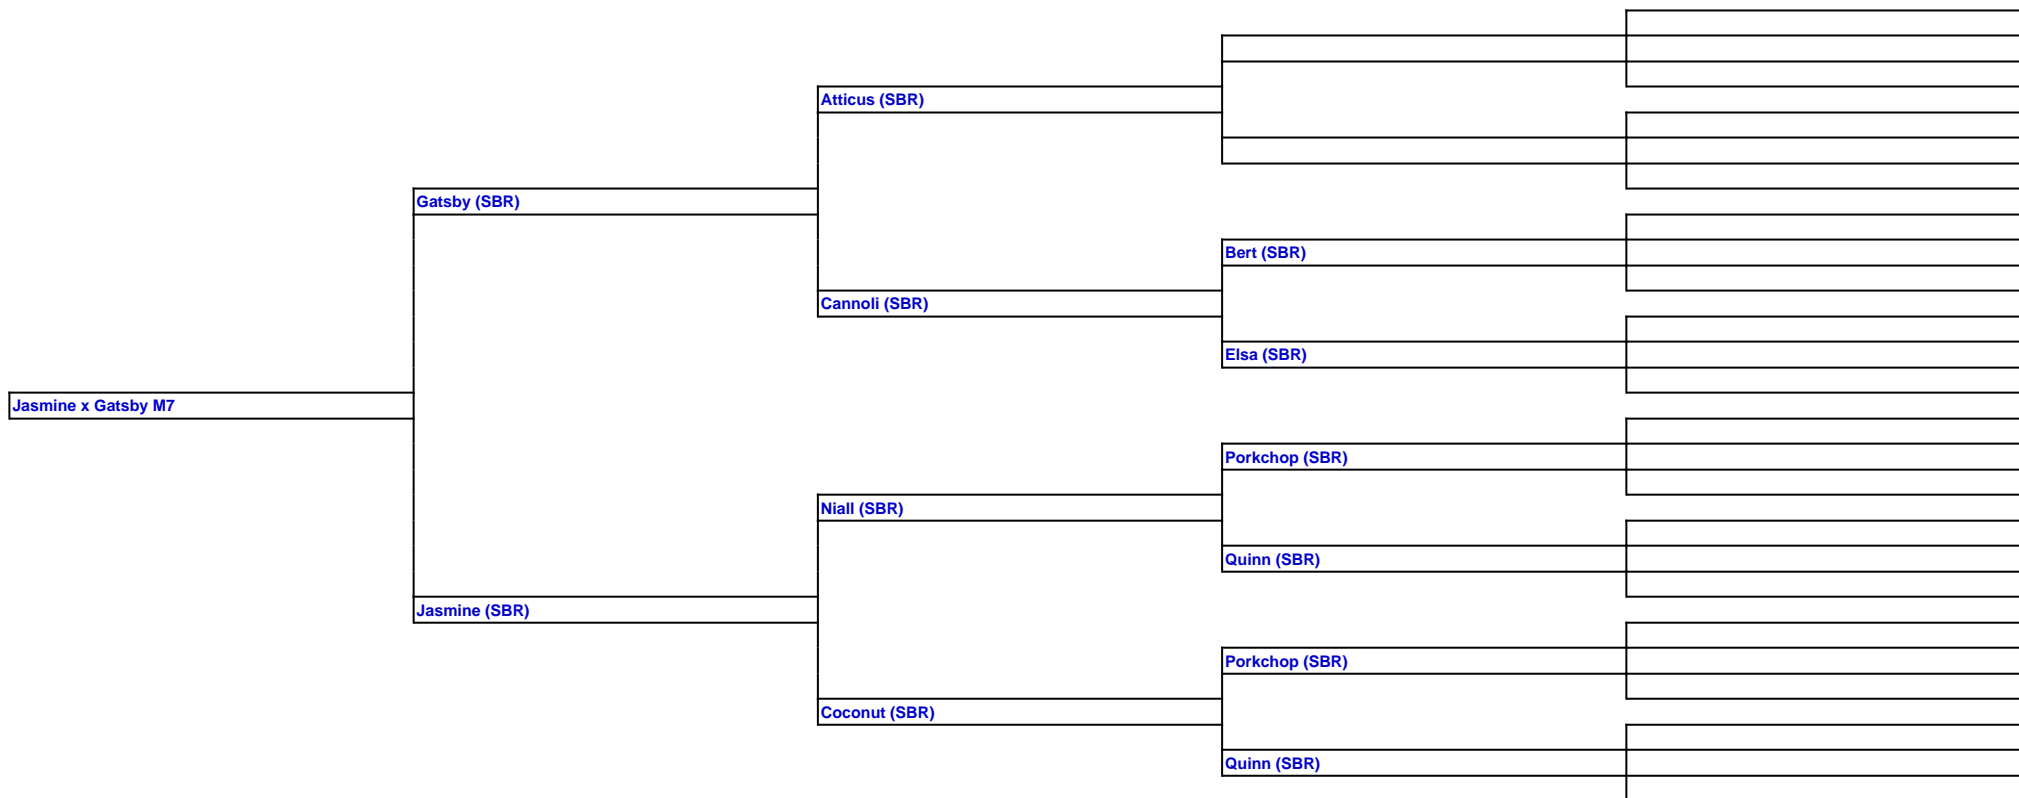 Atticus (SBR)
Gatsby (SBR)
Bert (SBR)
Cannoli (SBR)
Elsa (SBR)
Jasmine x Gatsby M7
Porkchop (SBR)
Niall (SBR)
Quinn (SBR)
Jasmine (SBR)
Porkchop (SBR)
Coconut (SBR)
Quinn (SBR)